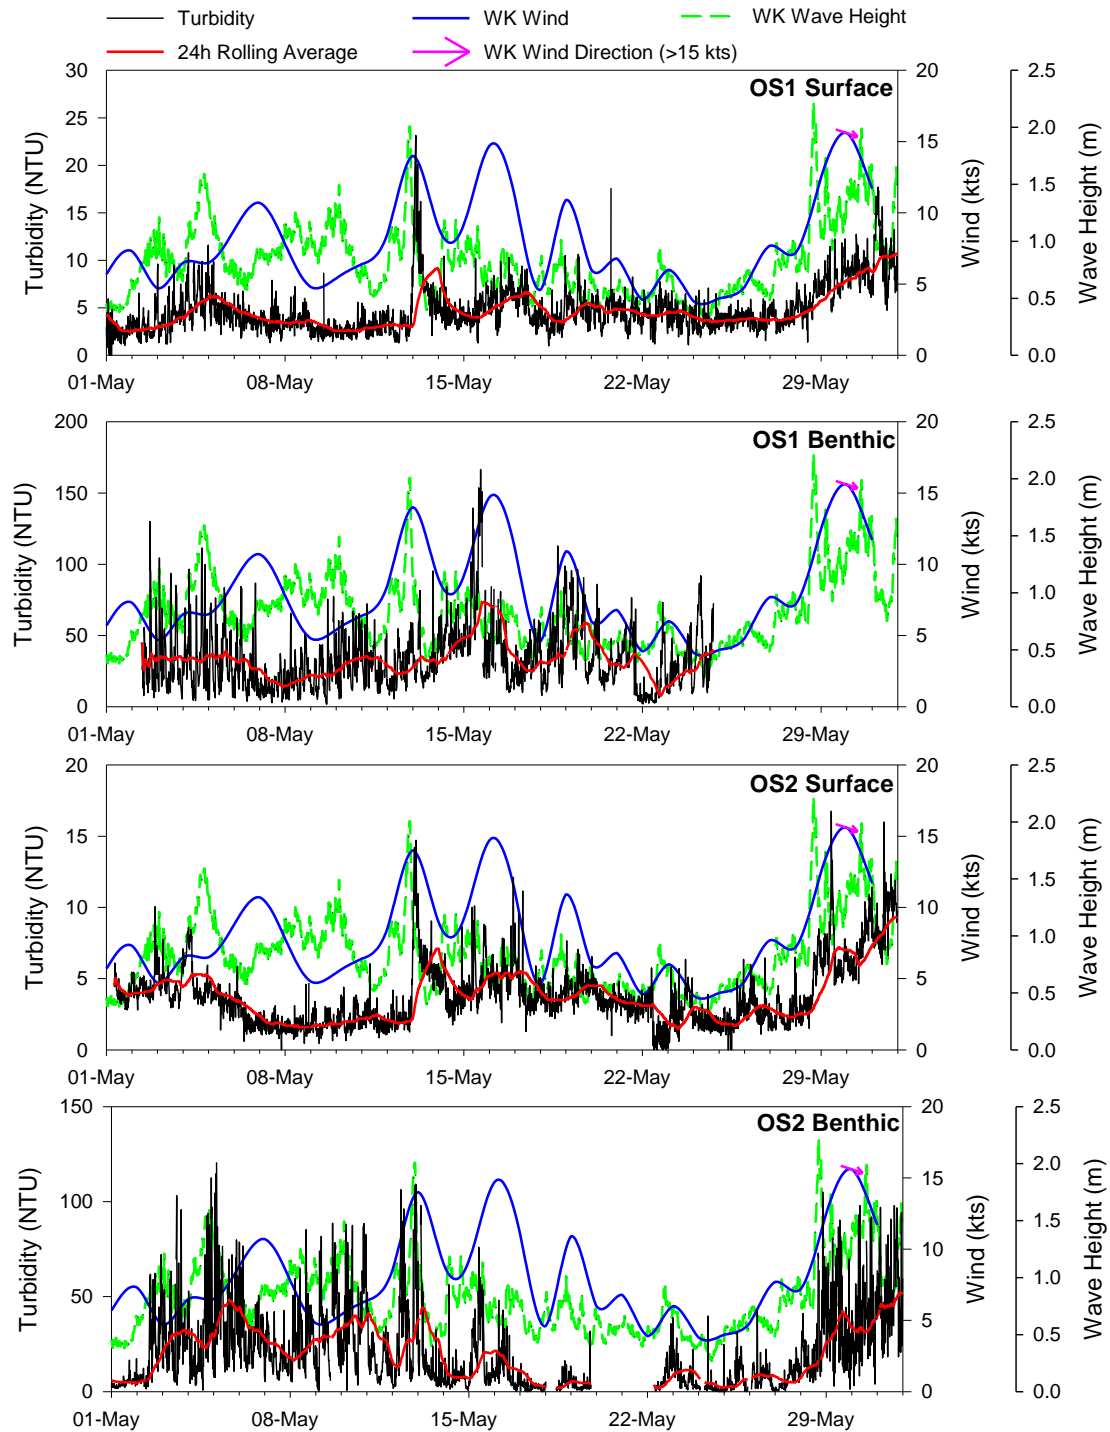 Turbidity WK Wind WK Wave Height
24h Rolling Average WK Wind Direction (>15 kts)
OS1 Surface
Turbidity (NTU)
30
25
20
15
10
5
0
01-May 08-May 15-May 22-May 29-May
20
15
10
5
0
Wind (kts)
2.5
2.0
1.5
1.0
0.5
0.0
Wave Height (m)
OS1 Benthic
Turbidity (NTU)
200
150
100
50
0
01-May 08-May 15-May 22-May 29-May
20
15
10
5
0
Wind (kts)
2.5
2.0
1.5
1.0
0.5
0.0
Wave Height (m)
OS2 Surface
Turbidity (NTU)
20
15
10
5
0
01-May 08-May 15-May 22-May 29-May
20
15
10
5
0
Wind (kts)
2.5
2.0
1.5
1.0
0.5
0.0
Wave Height (m)
OS2 Benthic
Turbidity (NTU)
150
100
50
0
01-May 08-May 15-May 22-May 29-May
20
15
10
5
0
Wind (kts)
2.5
2.0
1.5
1.0
0.5
0.0
Wave Height (m)